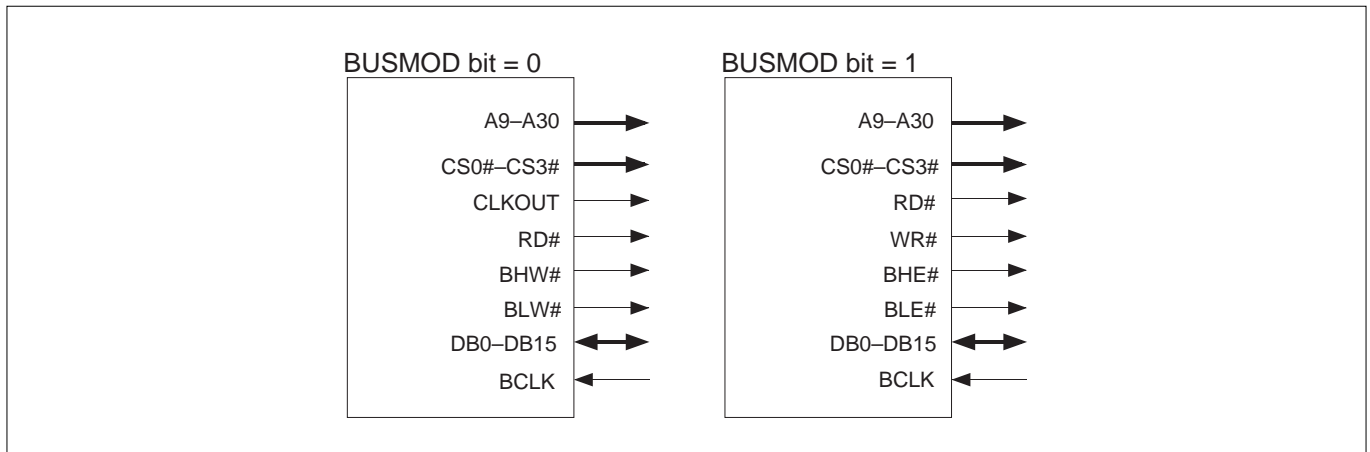 BUSMOD bit = 0
A9–A30
CS0#–CS3#
CLKOUT
RD#
BHW#
BLW#
DB0–DB15
BCLK
BUSMOD bit = 1
A9–A30
CS0#–CS3#
RD#
WR#
BHE#
BLE#
DB0–DB15
BCLK